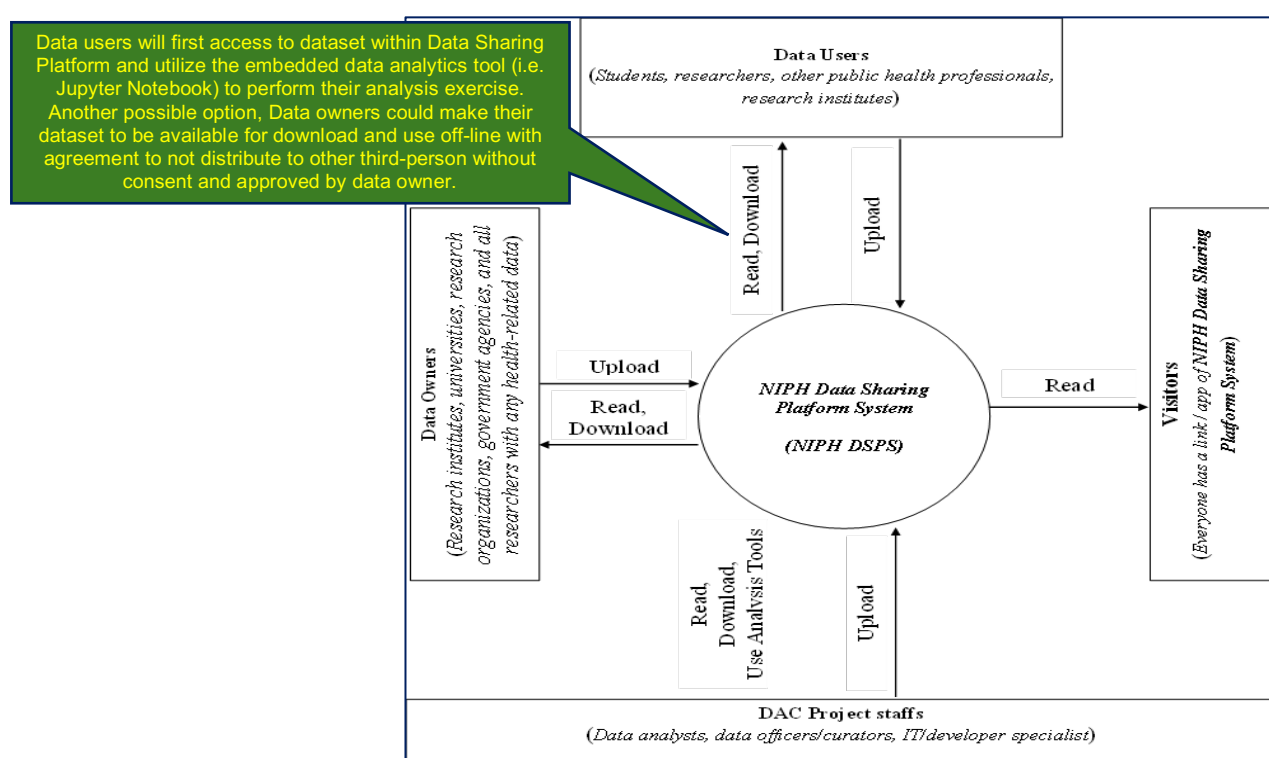 Data users will first access to dataset within Data Sharing
Platform and utilize the embedded data analytics tool (i.e.
Jupyter Notebook) to perform their analysis exercise.
Another possible option, Data owners could make their
dataset to be available for download and use off-line with
agreement to not distribute to other third-person without
consent and approved by data owner.
Data Users
(Students, researchers, other public health professionals,
research institutes)
Read, Download
Upload
Data Owners
(Research institutes, universities, research
organizations, government agencies, and all
researchers with any health-related data)
Upload
Read,
Download
NIPH Data Sharing
Platform System
(NIPH DSPS)
Read
Visitors
(Everyone has a link / app of NIPH Data Sharing
Platform System)
Read,
Download,
Use Analysis Tools
Upload
DAC Project staffs
(Data analysts, data officers/curators, IT/developer specialist)